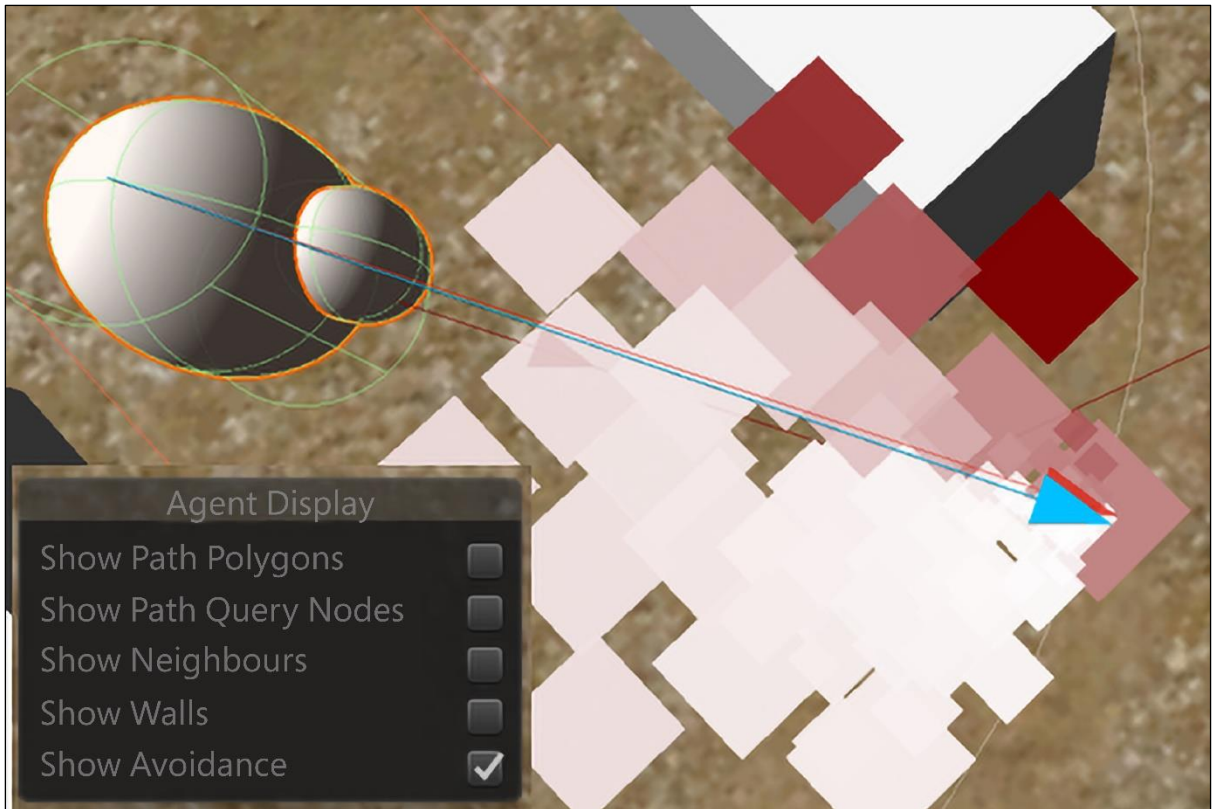 Agent Display
Show Path Polygons
Show Path Query Nodes
Show Neighbours
Show Walls
Show Avoidance